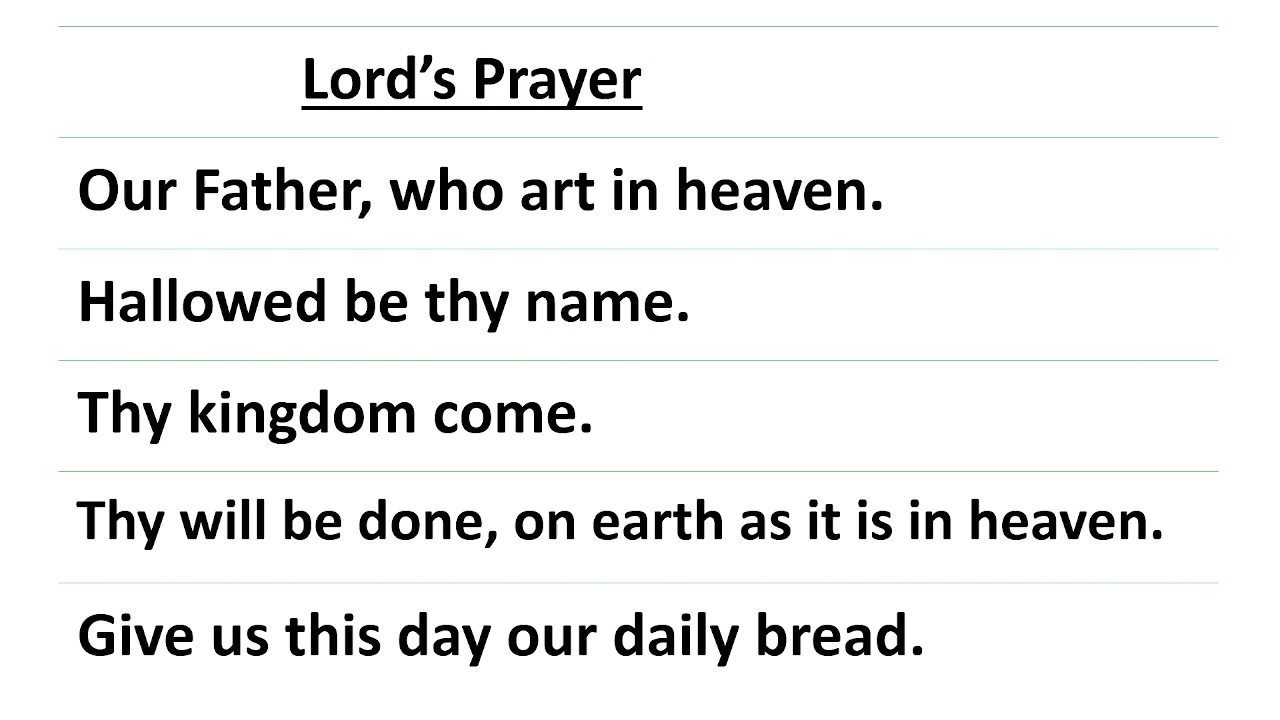 Lord’s Prayer
Our Father, who art in heaven.
Hallowed be thy name.
Thy kingdom come.
Thy will be done, on earth as it is in heaven.
Give us this day our daily bread.